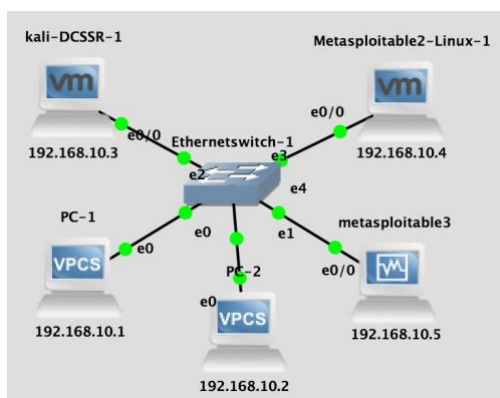 kali-DCSSR-1
Metasploitable2-Linux-1
vm
vm
e0/0
Ethernetswitch-1
e0/0
192.168.10.3
e3
192.168.10.4
e2
e4
PC-1
e0
e1
metasploitable3
e0
PC-2
e0/0
VPCS
e0
VPCS
192.168.10.1
192.168.10.5
192.168.10.2